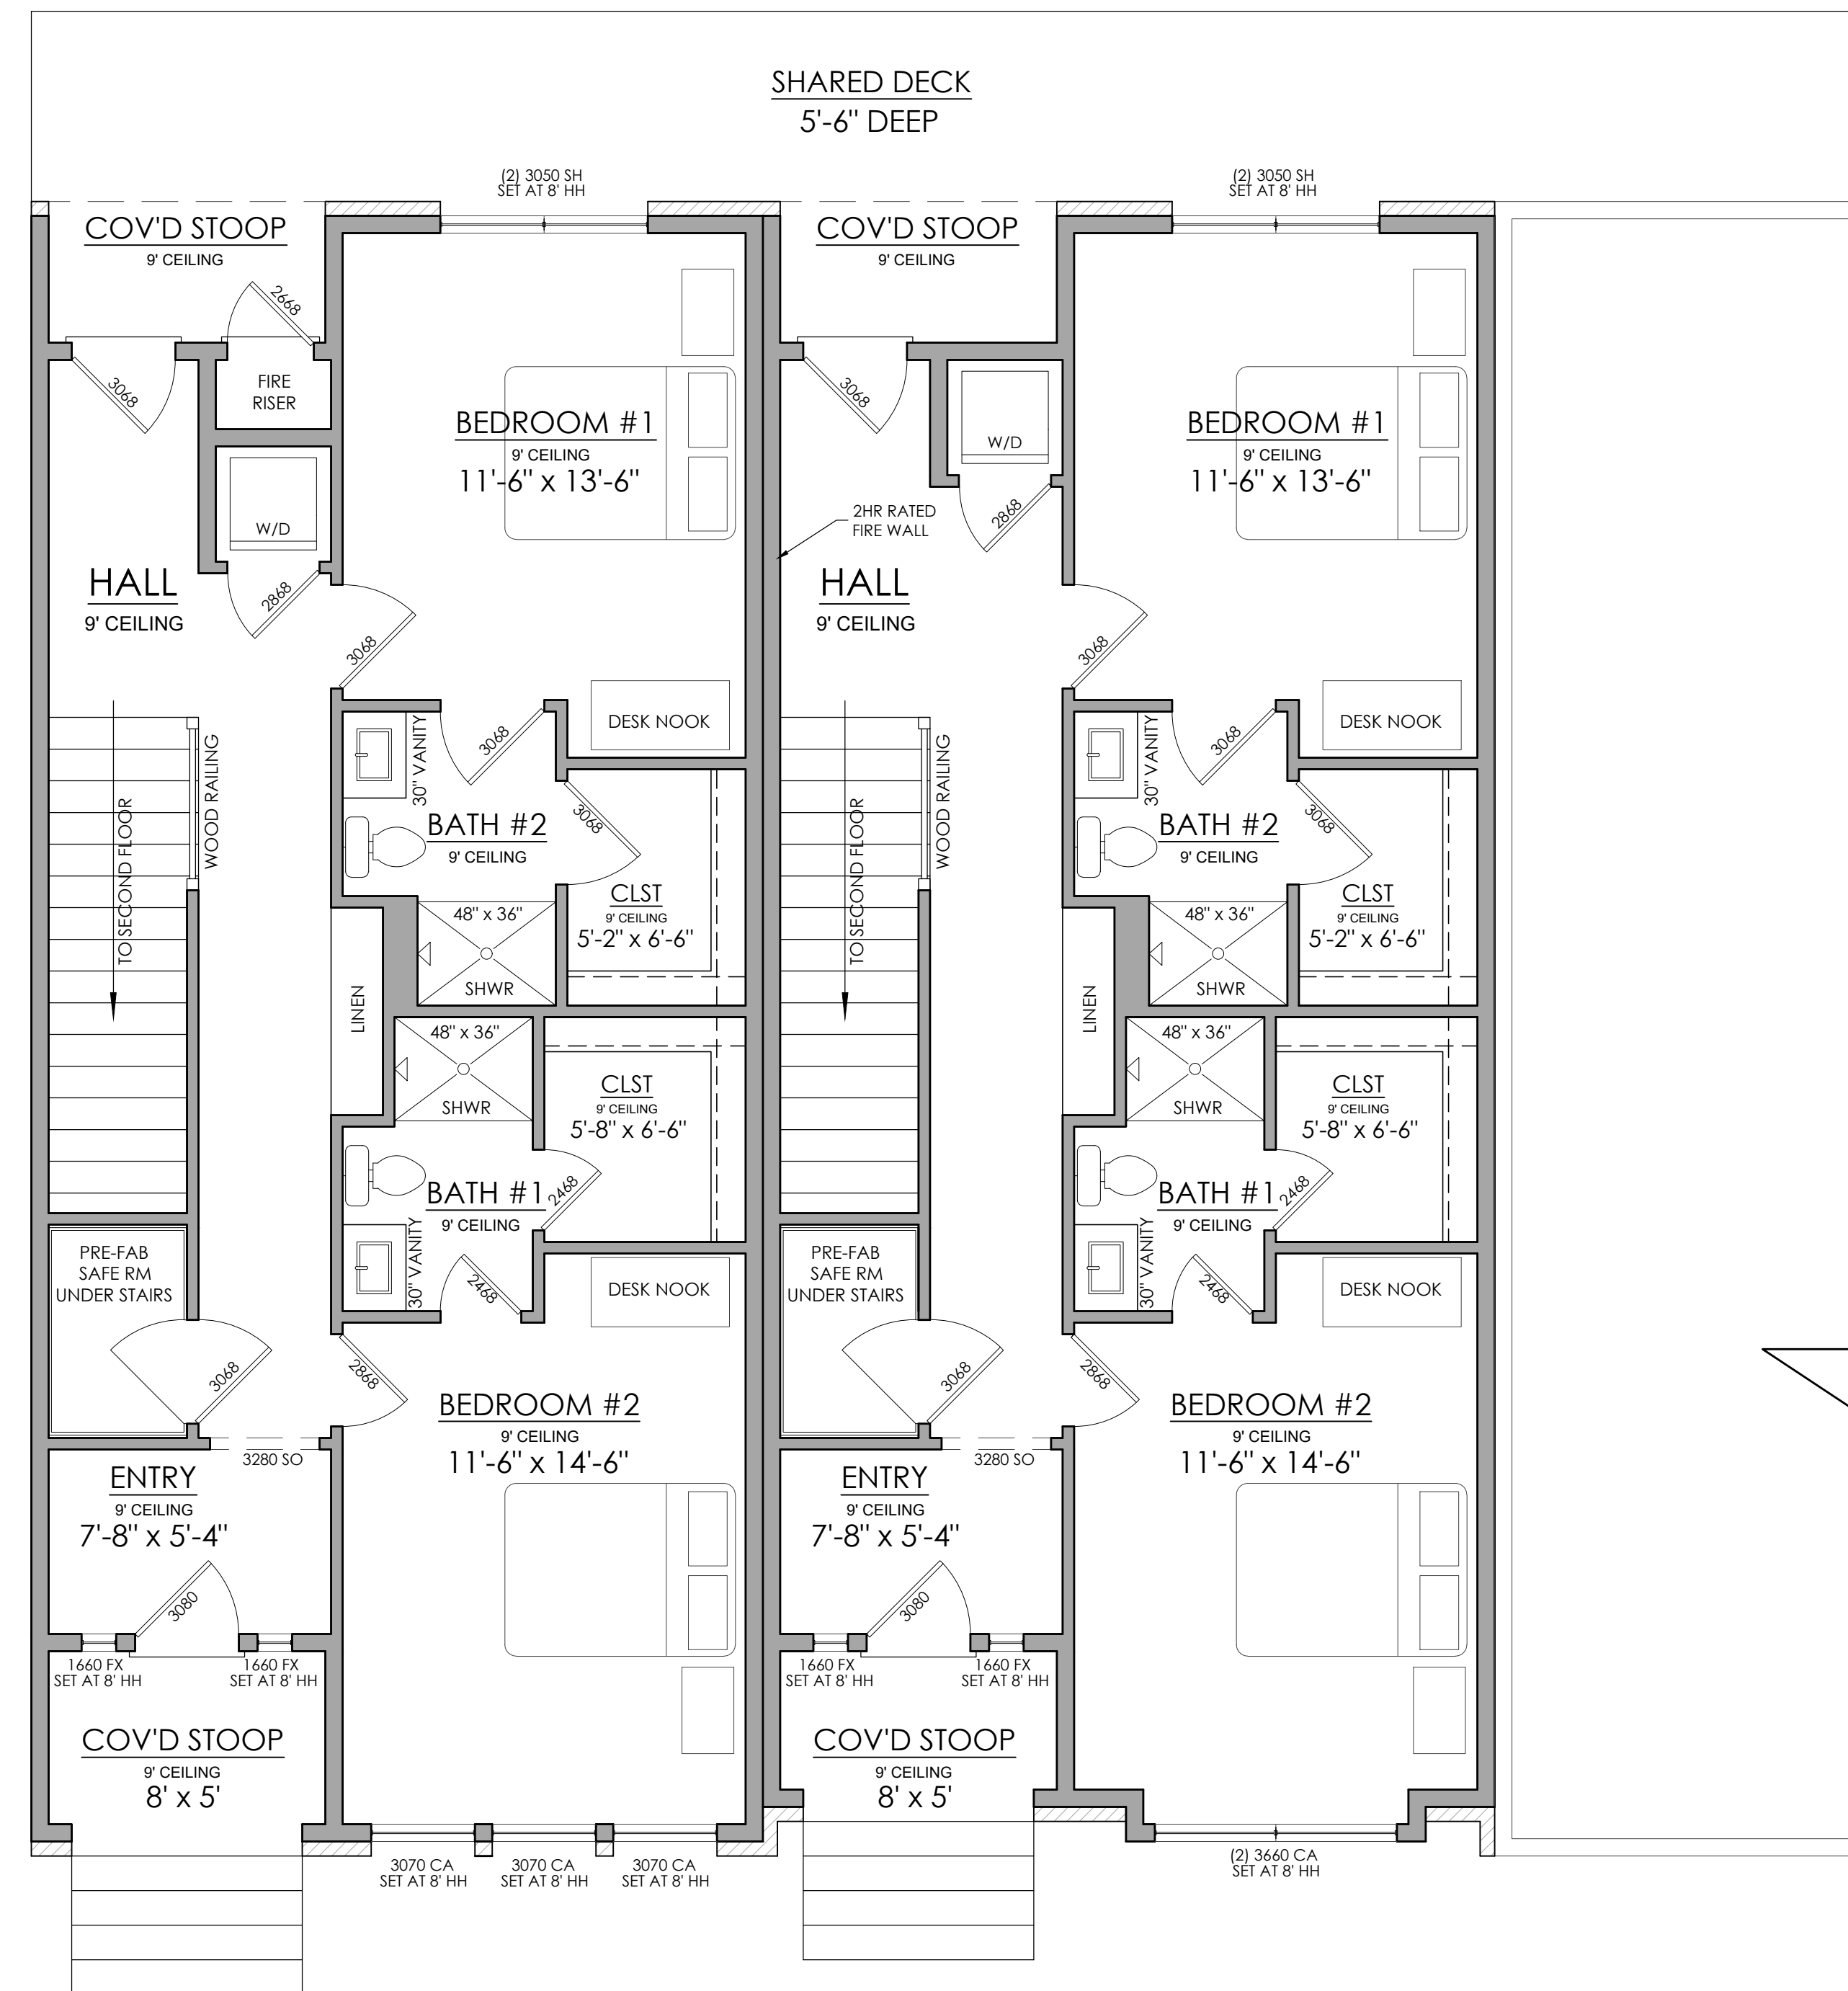 SHARED DECK
5'-6" DEEP
(2) 3050 SH
SET AT 8' HH
(2) 3050 SH
SET AT 8' HH
COV'D STOOP
9' CEILING
COV'D STOOP
9' CEILING
2668
3068
FIRE
RISER
3068
BEDROOM #1
9' CEILING
11'-6" x 13'-6"
W/D
BEDROOM #1
9' CEILING
11'-6" x 13'-6"
2HR RATED
FIRE WALL
2868
W/D
HALL
9' CEILING
2868
3068
HALL
9' CEILING
3068
DESK NOOK
DESK NOOK
3068
30" VANITY
WOOD RAILING
TO SECOND FLOOR
3068
30" VANITY
WOOD RAILING
TO SECOND FLOOR
BATH #2
9' CEILING
3068
BATH #2
9' CEILING
3068
CLST
9' CEILING
5'-2" x 6'-6"
CLST
9' CEILING
5'-2" x 6'-6"
48" x 36"
SHWR
48" x 36"
SHWR
LINEN
LINEN
48" x 36"
SHWR
48" x 36"
SHWR
CLST
9' CEILING
5'-8" x 6'-6"
CLST
9' CEILING
5'-8" x 6'-6"
BATH #1
9' CEILING
2468
BATH #1
9' CEILING
2468
30" VANITY
2468
30" VANITY
2468
PRE-FAB
SAFE RM
UNDER STAIRS
PRE-FAB
SAFE RM
UNDER STAIRS
DESK NOOK
DESK NOOK
3068
2868
3068
2868
BEDROOM #2
9' CEILING
11'-6" x 14'-6"
BEDROOM #2
9' CEILING
11'-6" x 14'-6"
3280 SO
3280 SO
ENTRY
9' CEILING
7'-8" x 5'-4"
ENTRY
9' CEILING
7'-8" x 5'-4"
3080
3080
1660 FX
SET AT 8' HH
1660 FX
SET AT 8' HH
1660 FX
SET AT 8' HH
1660 FX
SET AT 8' HH
COV'D STOOP
9' CEILING
8' x 5'
COV'D STOOP
9' CEILING
8' x 5'
3070 CA
SET AT 8' HH
3070 CA
SET AT 8' HH
3070 CA
SET AT 8' HH
(2) 3660 CA
SET AT 8' HH